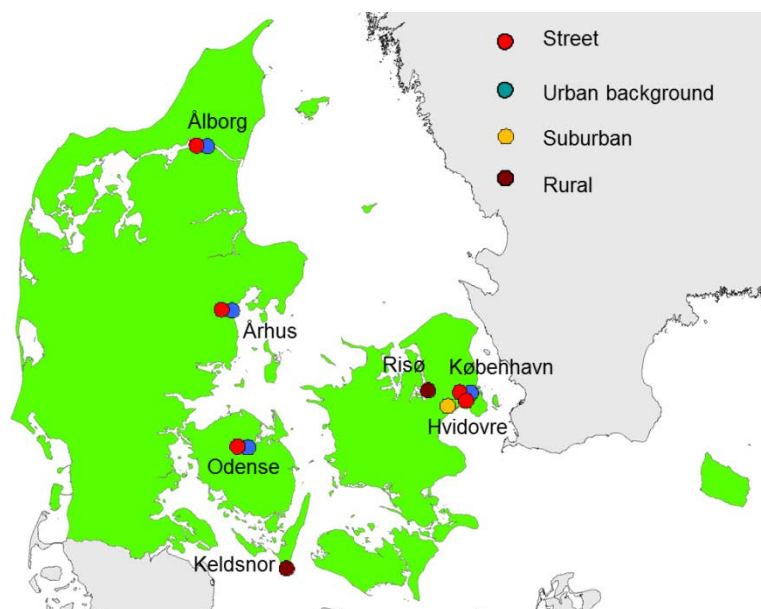 Street
Urban background
Suburban
Rural
Ålborg
Århus
Risø
København
Hvidovre
Odense
Keldsnor